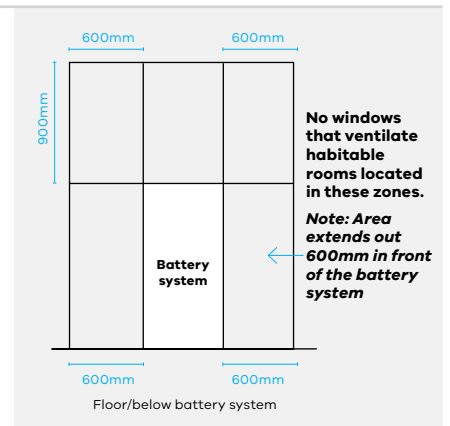 600mm
600mm
900mm
No windows
that ventilate
habitable
rooms located
in these zones.
Note: Area
extends out
600mm in front
of the battery
system
Battery
system
600mm
600mm
Floor/below battery system